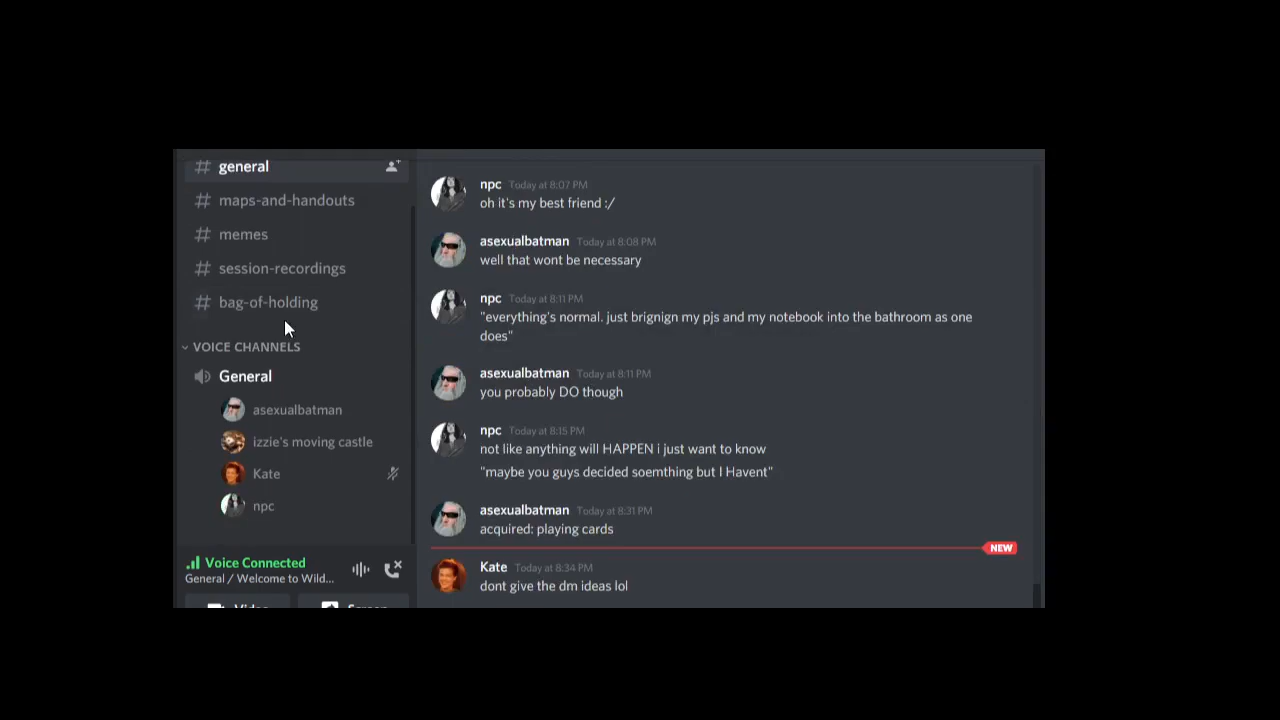 # general
# maps-and-handouts
# memes
# session-recordings
# bag-of-holding
VOICE CHANNELS
General
asexualbatman
izzie's moving castle
Kate
npc
Voice Connected
General / Welcome to Wild...
Video
Screen
npc Today at 8:07 PM
oh it's my best friend :/
asexualbatman Today at 8:08 PM
well that wont be necessary
npc Today at 8:11 PM
"everything's normal. just brignign my pjs and my notebook into the bathroom as one
does"
asexualbatman Today at 8:11 PM
you probably DO though
npc Today at 8:15 PM
not like anything will HAPPEN i just want to know
"maybe you guys decided soemthing but I Havent"
asexualbatman Today at 8:31 PM
acquired: playing cards
NEW
Kate Today at 8:34 PM
dont give the dm ideas lol